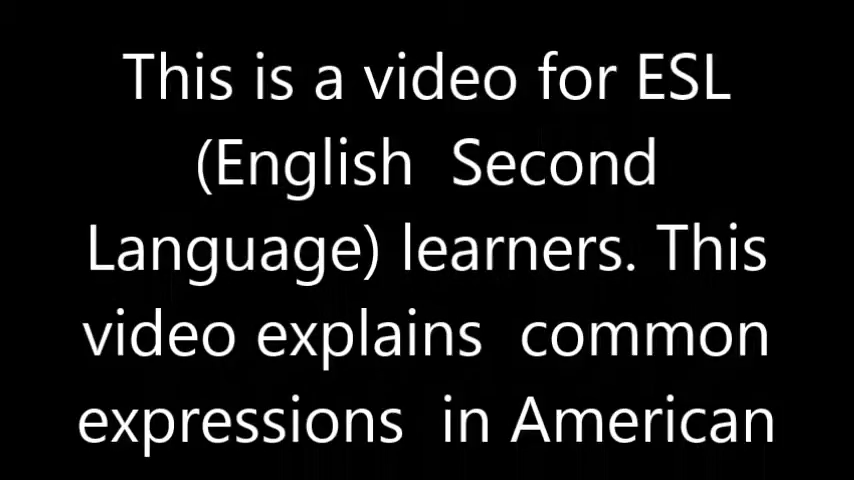 This is a video for ESL
(English  Second
Language) learners. This
video explains  common
expressions  in American